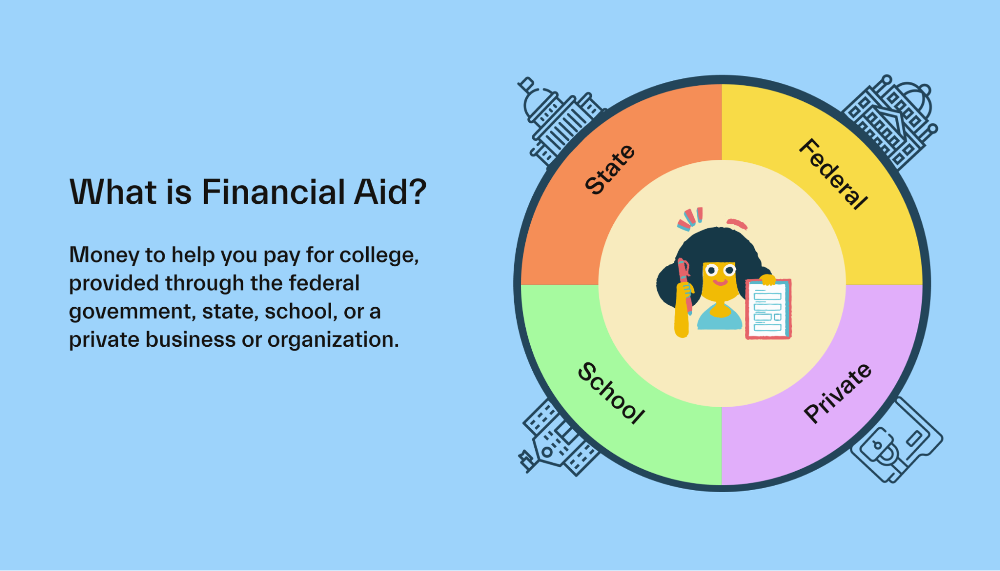 What is Financial Aid?
Money to help you pay for college,
provided through the federal
govemment, state, school, or a
private business or organization.
State
Federal
School
Private